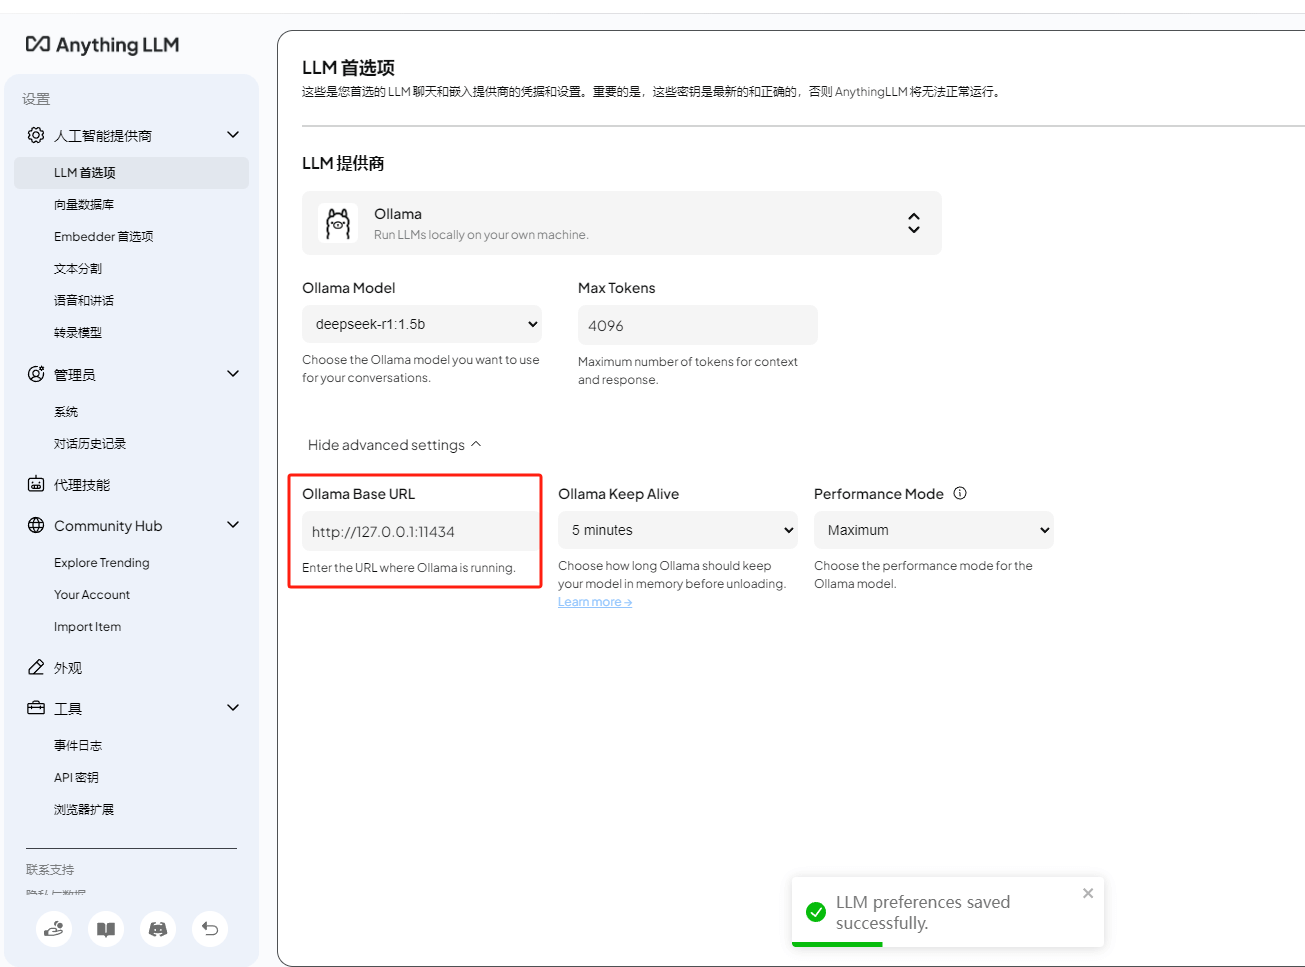 Anything LLM
设置
人工智能提供商
LLM 首选项
向量数据库
Embedder 首选项
文本分割
语音和讲话
转录模型
管理员
系统
对话历史记录
代理技能
Community Hub
Explore Trending
Your Account
Import Item
外观
工具
事件日志
API 密钥
浏览器扩展
联系支持
隐私与数据
LLM 首选项
这些是您首选的 LLM 聊天和嵌入提供商的凭据和设置。重要的是，这些密钥是最新的和正确的，否则 AnythingLLM 将无法正常运行。
LLM 提供商
Ollama
Run LLMs locally on your own machine.
Ollama Model
deepseek-r1:1.5b
Choose the Ollama model you want to use
for your conversations.
Max Tokens
4096
Maximum number of tokens for context
and response.
Hide advanced settings
Ollama Base URL
http://127.0.0.1:11434
Enter the URL where Ollama is running.
Ollama Keep Alive
5 minutes
Choose how long Ollama should keep
your model in memory before unloading.
Learn more →
Performance Mode
Maximum
Choose the performance mode for the
Ollama model.
LLM preferences saved
successfully.